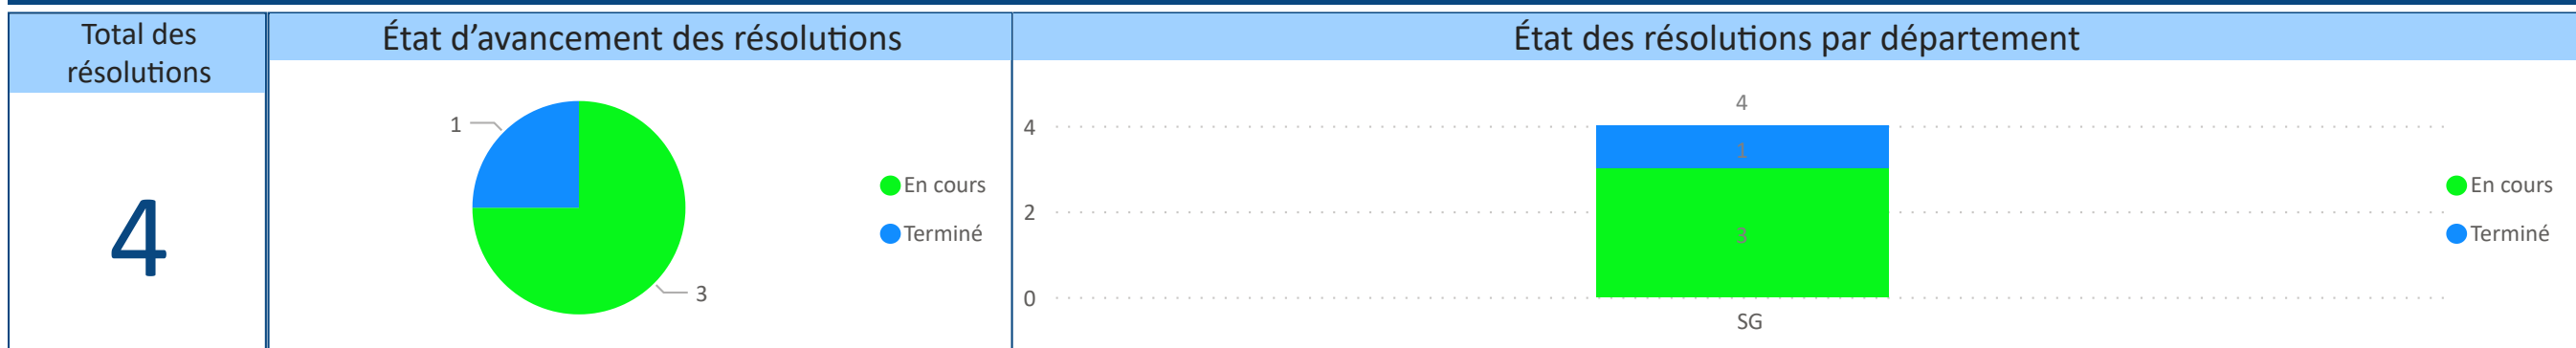 Total des
résolutions
4
État d’avancement des résolutions
1
3
En cours
Terminé
État des résolutions par département
4
2
0
4
1
3
SG
En cours
Terminé